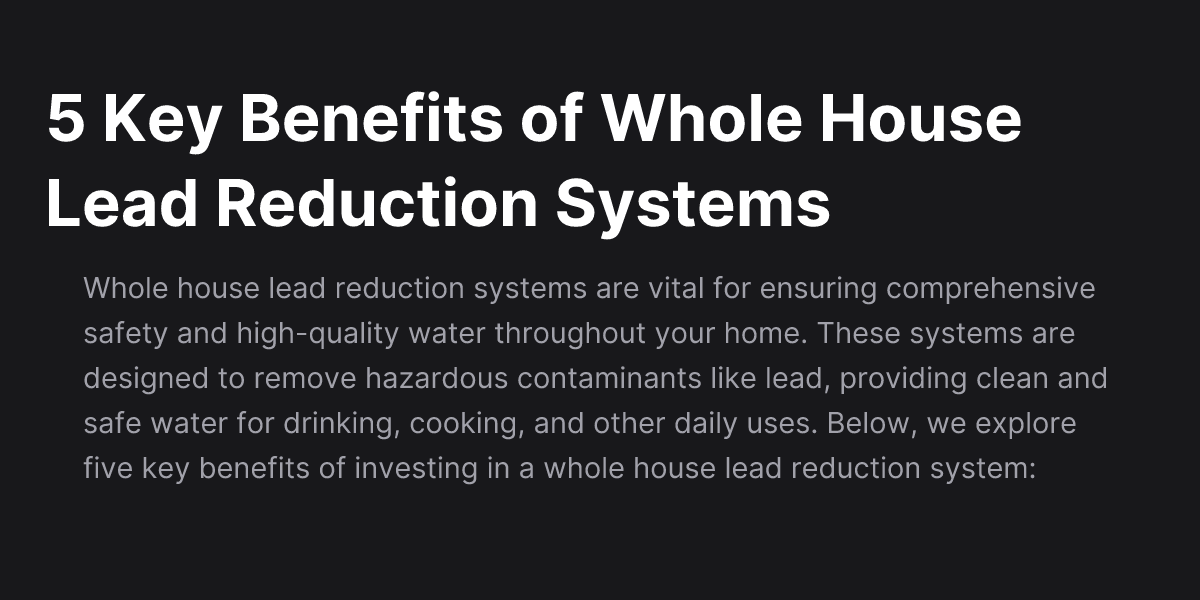 5 Key Benefits of Whole House
Lead Reduction Systems
Whole house lead reduction systems are vital for ensuring comprehensive
safety and high-quality water throughout your home. These systems are
designed to remove hazardous contaminants like lead, providing clean and
safe water for drinking, cooking, and other daily uses. Below, we explore
five key benefits of investing in a whole house lead reduction system: